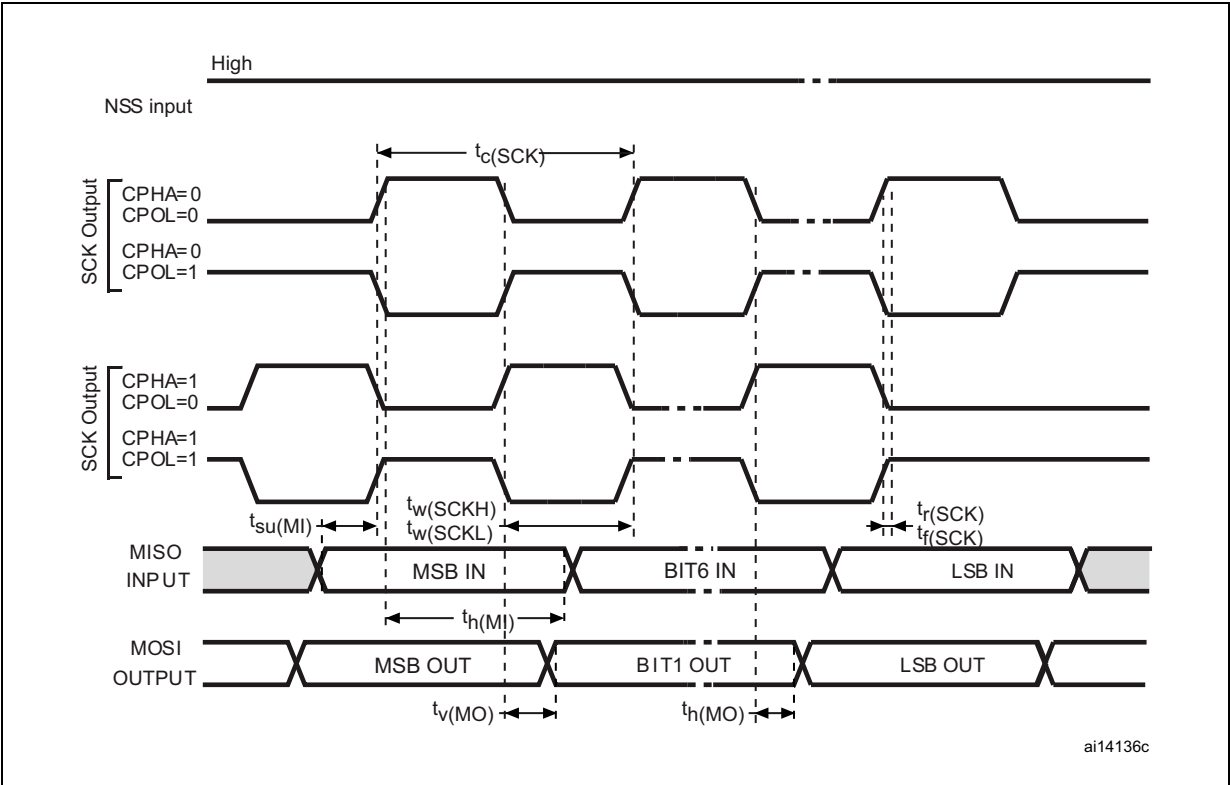 High
NSS input
tc(SCK)
SCK Output
CPHA=0
CPOL=0
CPHA=0
CPOL=1
SCK Output
CPHA=1
CPOL=0
CPHA=1
CPOL=1
tsu(MI)
tw(SCKH)
tw(SCKL)
tr(SCK)
tf(SCK)
MISO
INPUT
MSB IN
BIT6 IN
LSB IN
th(MI)
MOSI
OUTPUT
MSB OUT
BIT1 OUT
LSB OUT
tv(MO)
th(MO)
ai14136c